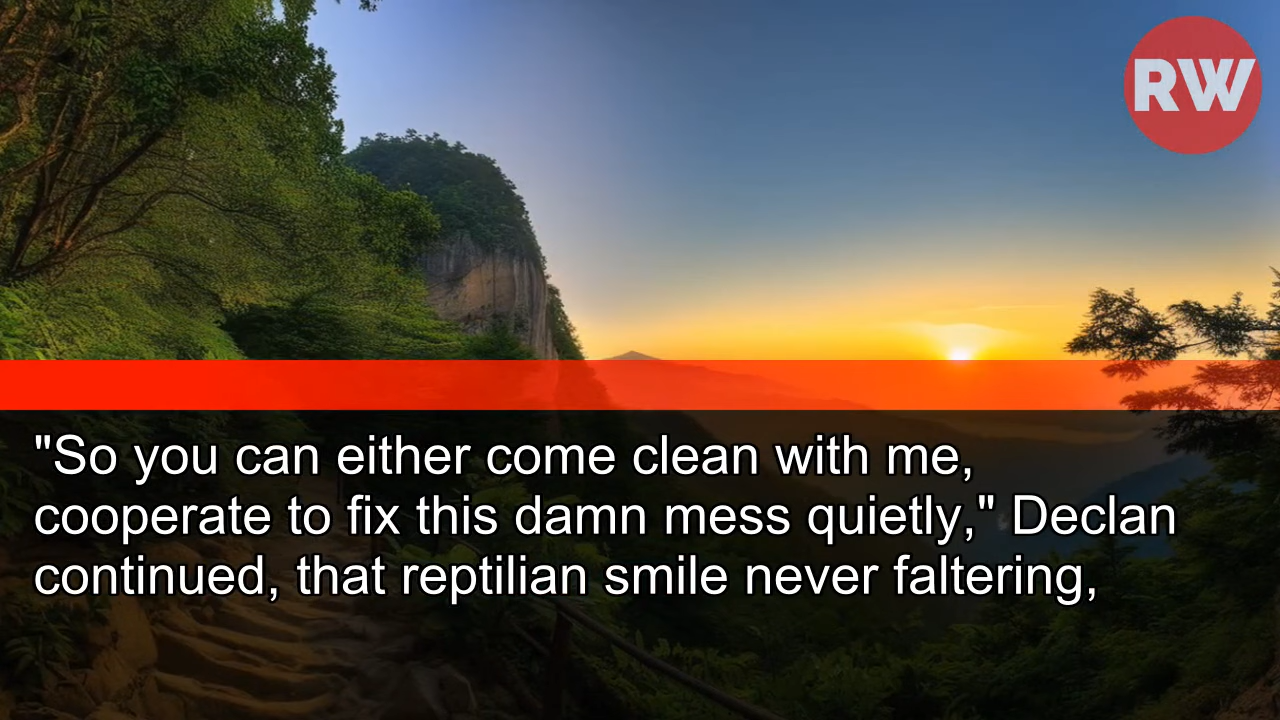 RW
"So you can either come clean with me,
cooperate to fix this damn mess quietly," Declan
continued, that reptilian smile never faltering,